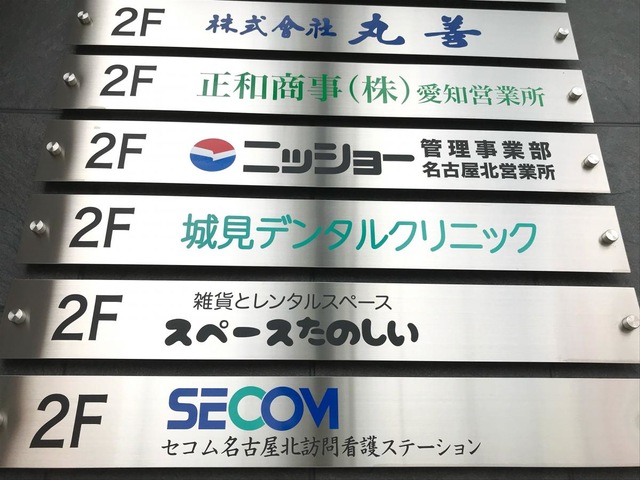 2F 株式會社 丸善
2F 正和商事(株)愛知営業所
2F ニッショー 管理事業部
名古屋北営業所
2F 城見デンタルクリニック
雑貨とレンタルスペース
2F スペースたのしい
2F SECOM
セコム名古屋北訪問看護ステーション